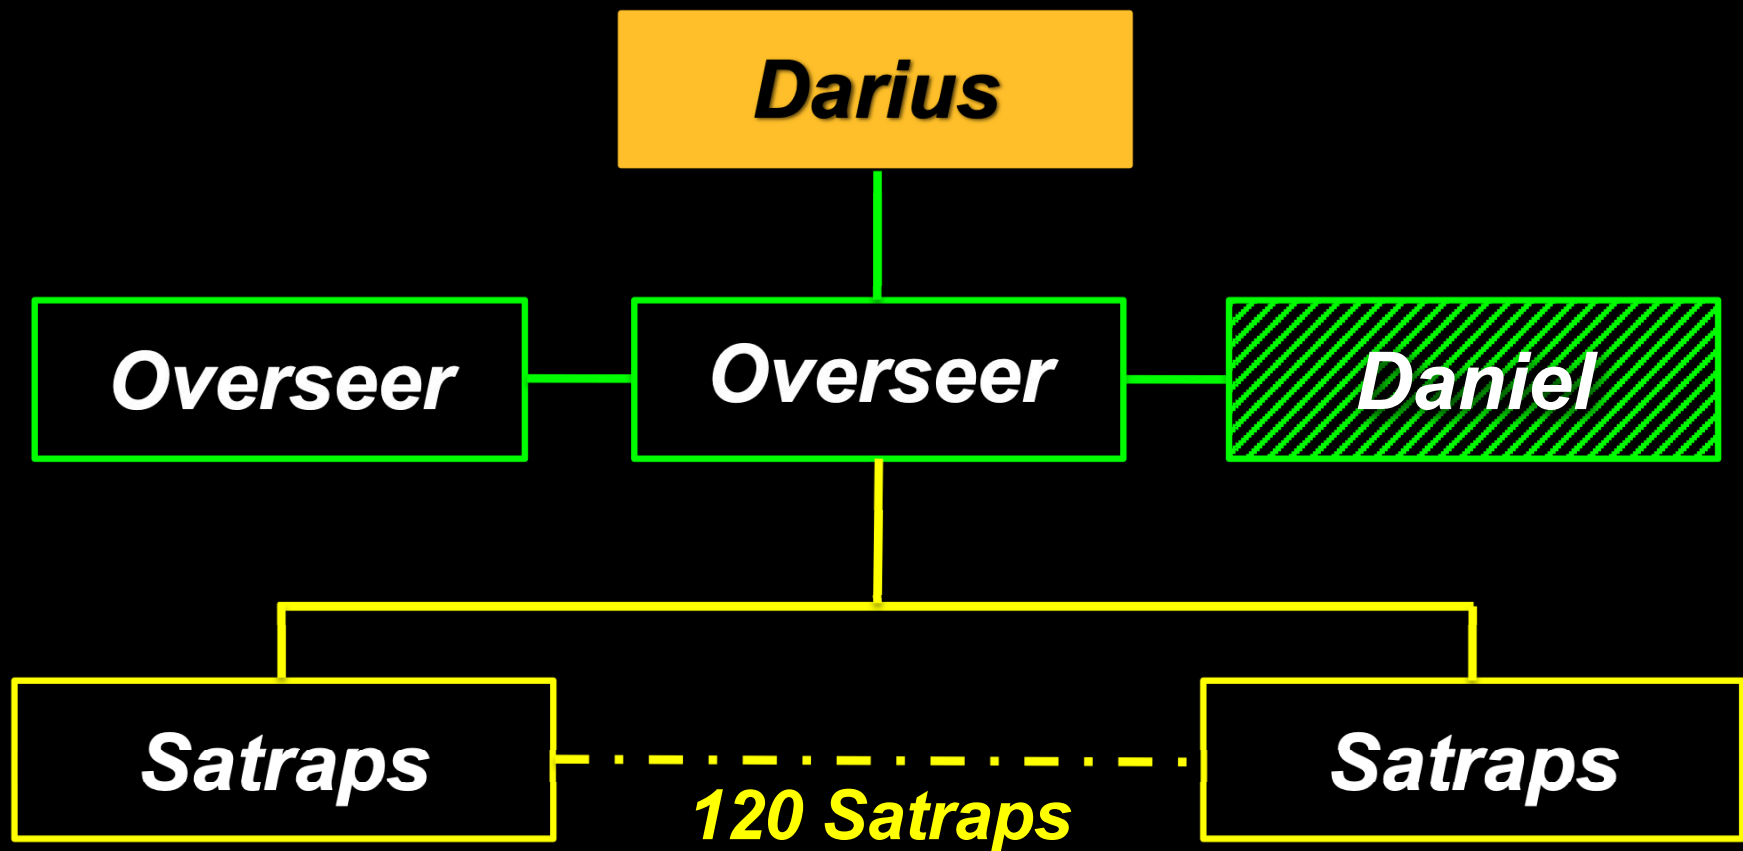 Darius
Overseer
Overseer
Daniel
Satraps
120 Satraps
Satraps